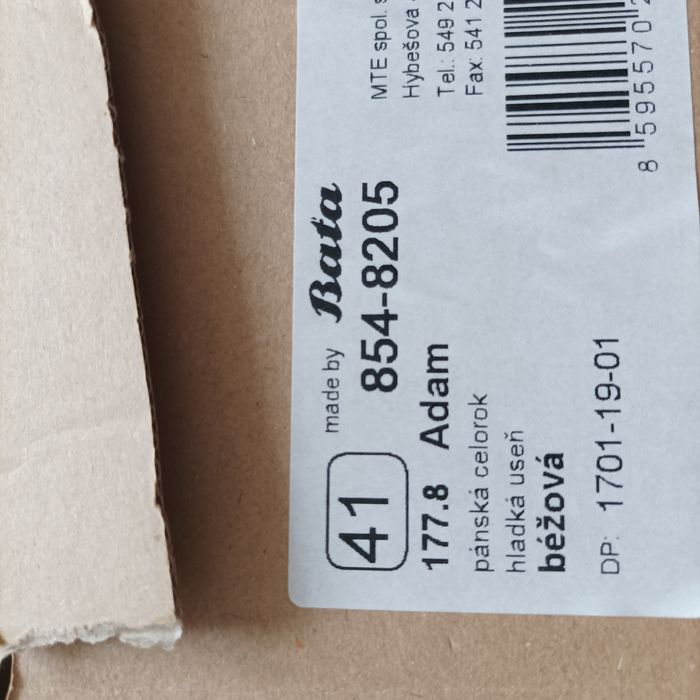 made by Baťa
41
854-8205
177.8 Adam
pánská celorok
hladká useň
béžová
DP: 1701-19-01
MTE spol.
Hybešova
Tel.: 549 2
Fax: 541 2
8 595570